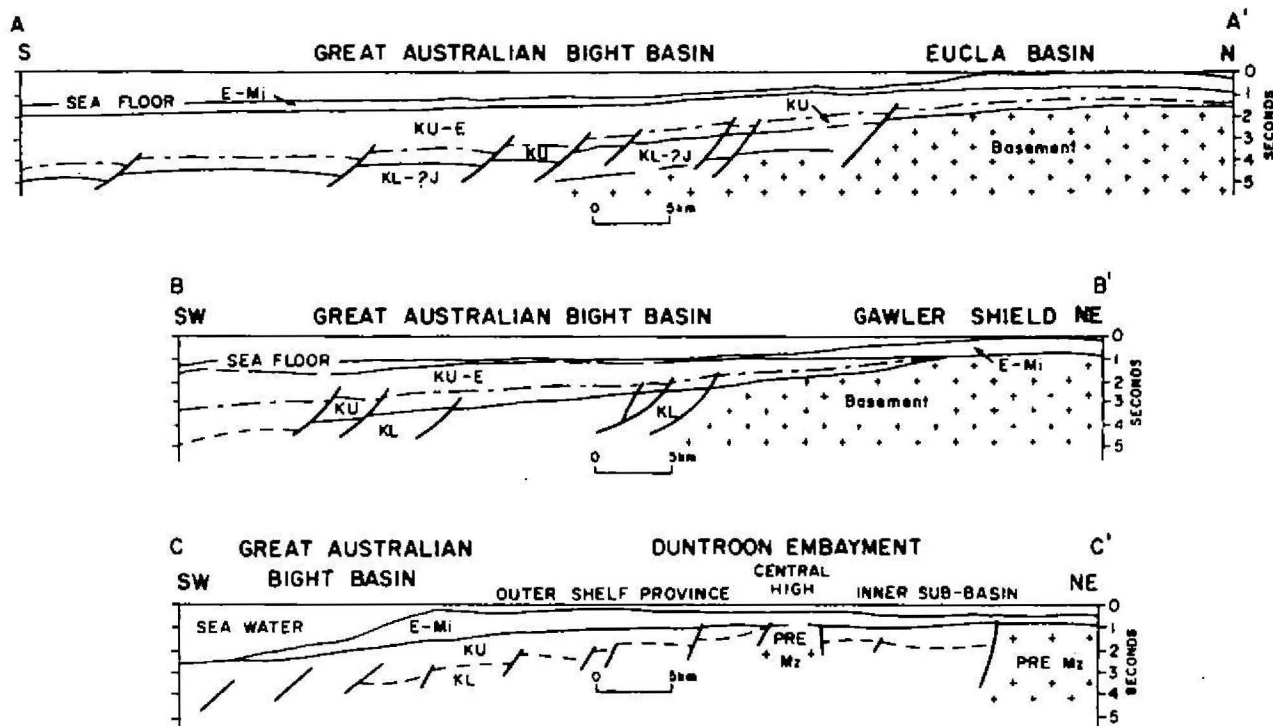 A A'
S GREAT AUSTRALIAN BIGHT BASIN EUCLA BASIN N
SEA FLOOR E-Mi 0
KU 1
KU-E 2
KU 3
KL-?J KL-?J Basement 4
5
SECONDS
0 5km
B B'
SW GREAT AUSTRALIAN BIGHT BASIN GAWLER SHIELD NE
0
SEA FLOOR 1
KU-E E-Mi 2
KU KL Basement 3
KL 4
5
SECONDS
0 5km
C GREAT AUSTRALIAN DUNTROON EMBAYMENT C'
BIGHT BASIN CENTRAL
SW OUTER SHELF PROVINCE HIGH INNER SUB-BASIN NE
0
SEA WATER E-Mi 1
KU PRE 2
Mz PRE Mz
KL 3
4
5
SECONDS
0 5km